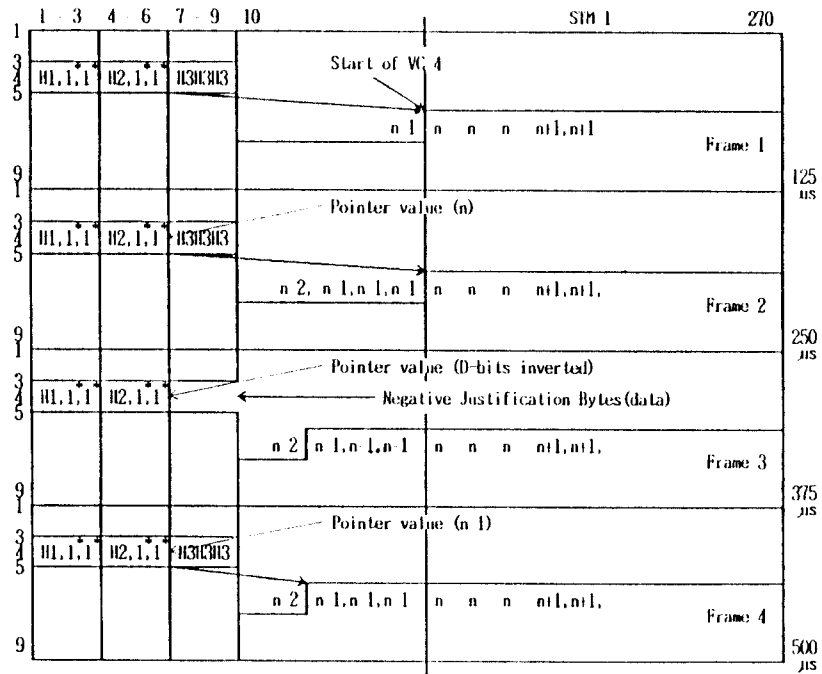 1 - 3 4 - 6 7 - 9 10 STM 1 270
1
3
4 H1,1,1 H2,1,1 H3H3H3
* * * *
5
Start of VC 4
n 1 n n n n+1,n+1
Frame 1
9
125 µs
1
Pointer value (n)
3
4 H1,1,1 H2,1,1 H3H3H3
* * * *
5
n 2, n 1,n 1,n 1 n n n n+1,n+1,
Frame 2
9
250 µs
1
Pointer value (D-bits inverted)
3
4 H1,1,1 H2,1,1
* * * *
Negative Justification Bytes(data)
5
n 2 n 1,n-1,n-1 n n n n+1,n+1,
Frame 3
9
375 µs
1
Pointer value (n 1)
3
4 H1,1,1 H2,1,1 H3H3H3
* * * *
5
n 2 n 1,n 1,n 1 n n n n+1,n+1,
Frame 4
9
500 µs